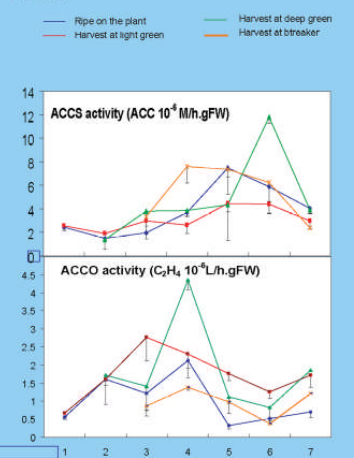 Ripe on the plant
Harvest at deep green
Harvest at light green
Harvest at btreaker
14
ACCS activity (ACC 10⁻⁶ M/h.gFW)
12
10
8
6
4
2
0
ACCO activity (C₂H₄ 10⁻⁶L/h.gFW)
4.5
4
3.5
3
2.5
2
1.5
1
0.5
0
1 2 3 4 5 6 7